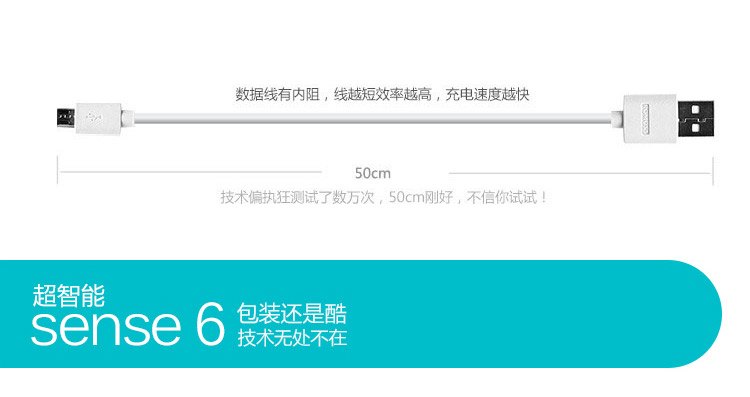 数据线有内阻，线越短效率越高，充电速度越快
50cm
技术偏执狂测试了数万次，50cm刚好，不信你试试！
超智能
sense 6
包装还是酷
技术无处不在